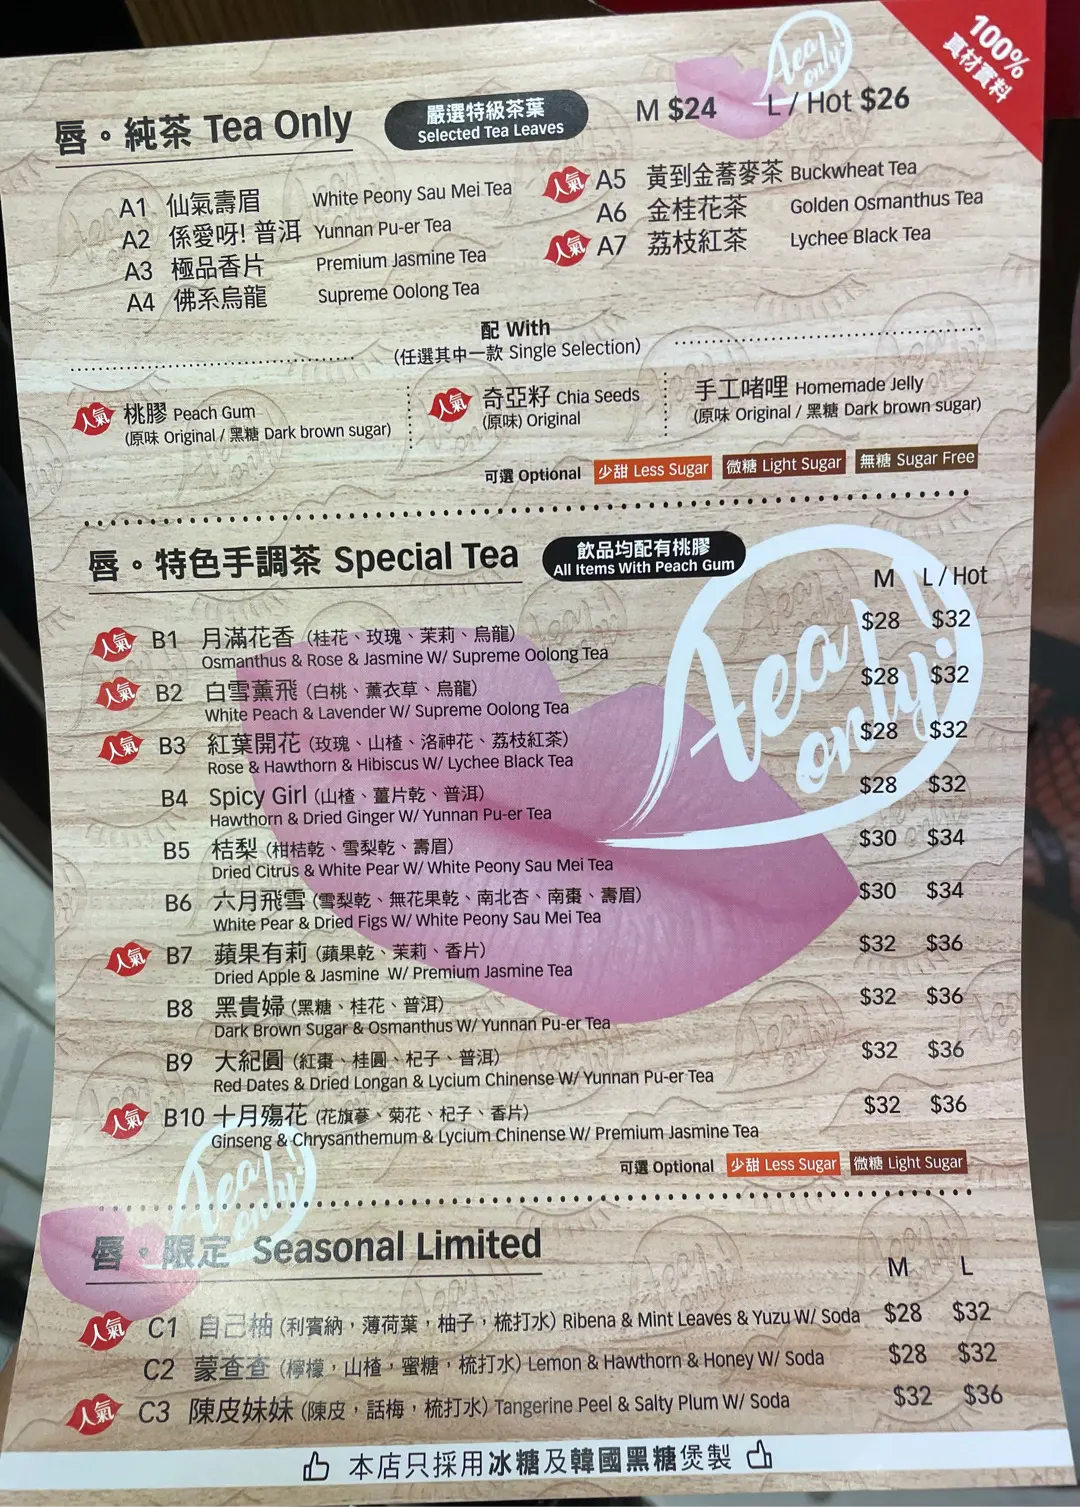 Tea only!
100%
真材實料
唇。純茶 Tea Only
嚴選特級茶葉
Selected Tea Leaves
M $24 L / Hot $26
A1 仙氣壽眉 White Peony Sau Mei Tea
A2 係愛呀! 普洱 Yunnan Pu-er Tea
A3 極品香片 Premium Jasmine Tea
A4 佛系烏龍 Supreme Oolong Tea
人氣 A5 黃到金蕎麥茶 Buckwheat Tea
A6 金桂花茶 Golden Osmanthus Tea
人氣 A7 荔枝紅茶 Lychee Black Tea
配 With
(任選其中一款 Single Selection)
人氣 桃膠 Peach Gum
(原味 Original / 黑糖 Dark brown sugar)
人氣 奇亞籽 Chia Seeds
(原味) Original
手工啫哩 Homemade Jelly
(原味 Original / 黑糖 Dark brown sugar)
可選 Optional 少甜 Less Sugar 微糖 Light Sugar 無糖 Sugar Free
唇。特色手調茶 Special Tea
飲品均配有桃膠
All Items With Peach Gum
Tea only!
M L / Hot
人氣 B1 月滿花香 (桂花、玫瑰、茉莉、烏龍) $28 $32
Osmanthus & Rose & Jasmine W/ Supreme Oolong Tea
人氣 B2 白雪薰飛 (白桃、薰衣草、烏龍) $28 $32
White Peach & Lavender W/ Supreme Oolong Tea
人氣 B3 紅葉開花 (玫瑰、山楂、洛神花、荔枝紅茶) $28 $32
Rose & Hawthorn & Hibiscus W/ Lychee Black Tea
B4 Spicy Girl (山楂、薑片乾、普洱) $28 $32
Hawthorn & Dried Ginger W/ Yunnan Pu-er Tea
B5 桔梨 (柑桔乾、雪梨乾、壽眉) $30 $34
Dried Citrus & White Pear W/ White Peony Sau Mei Tea
B6 六月飛雪 (雪梨乾、無花果乾、南北杏、南棗、壽眉) $30 $34
White Pear & Dried Figs W/ White Peony Sau Mei Tea
人氣 B7 蘋果有莉 (蘋果乾、茉莉、香片) $32 $36
Dried Apple & Jasmine W/ Premium Jasmine Tea
B8 黑貴婦 (黑糖、桂花、普洱) $32 $36
Dark Brown Sugar & Osmanthus W/ Yunnan Pu-er Tea
B9 大紀圓 (紅棗、桂圓、杞子、普洱) $32 $36
Red Dates & Dried Longan & Lycium Chinense W/ Yunnan Pu-er Tea
人氣 B10 十月殤花 (花旗蔘、菊花、杞子、香片) $32 $36
Ginseng & Chrysanthemum & Lycium Chinense W/ Premium Jasmine Tea
可選 Optional 少甜 Less Sugar 微糖 Light Sugar
Tea only!
唇。限定 Seasonal Limited
M L
人氣 C1 自己柚 (利賓納，薄荷葉，柚子，梳打水) Ribena & Mint Leaves & Yuzu W/ Soda $28 $32
C2 蒙查查 (檸檬，山楂，蜜糖，梳打水) Lemon & Hawthorn & Honey W/ Soda $28 $32
人氣 C3 陳皮妹妹 (陳皮，話梅，梳打水) Tangerine Peel & Salty Plum W/ Soda $32 $36
本店只採用冰糖及韓國黑糖煲製